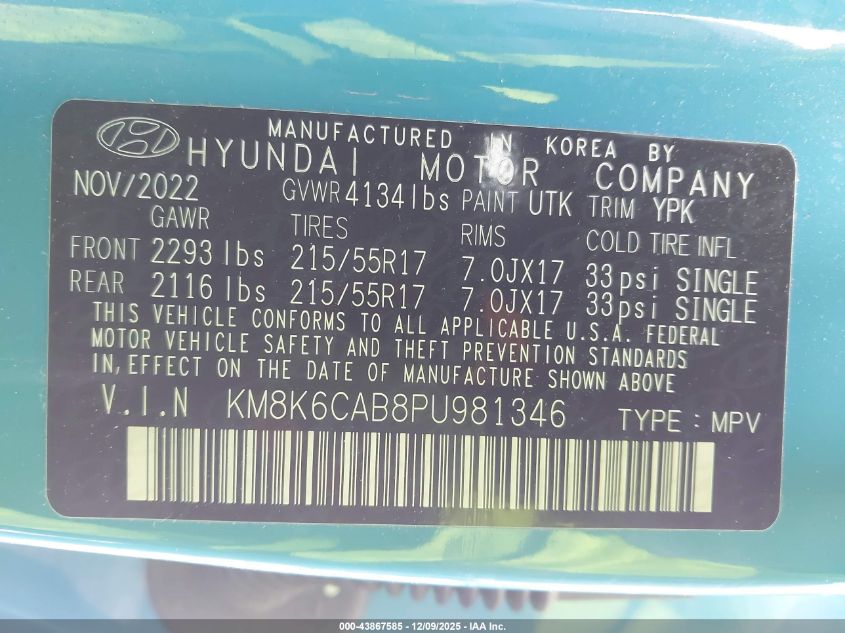 MANUFACTURED IN KOREA BY
HYUNDAI MOTOR COMPANY
NOV/2022 GVWR 4134 lbs PAINT UTK TRIM YPK
GAWR TIRES RIMS COLD TIRE INFL
FRONT 2293 lbs 215/55R17 7.0JX17 33psi SINGLE
REAR 2116 lbs 215/55R17 7.0JX17 33psi SINGLE
THIS VEHICLE CONFORMS TO ALL APPLICABLE U.S.A. FEDERAL
MOTOR VEHICLE SAFETY AND THEFT PREVENTION STANDARDS
IN, EFFECT ON THE DATE OF MANUFACTURE SHOWN ABOVE
V.I.N KM8K6CAB8PU981346 TYPE : MPV
000-43867585 - 12/09/2025 - IAA Inc.